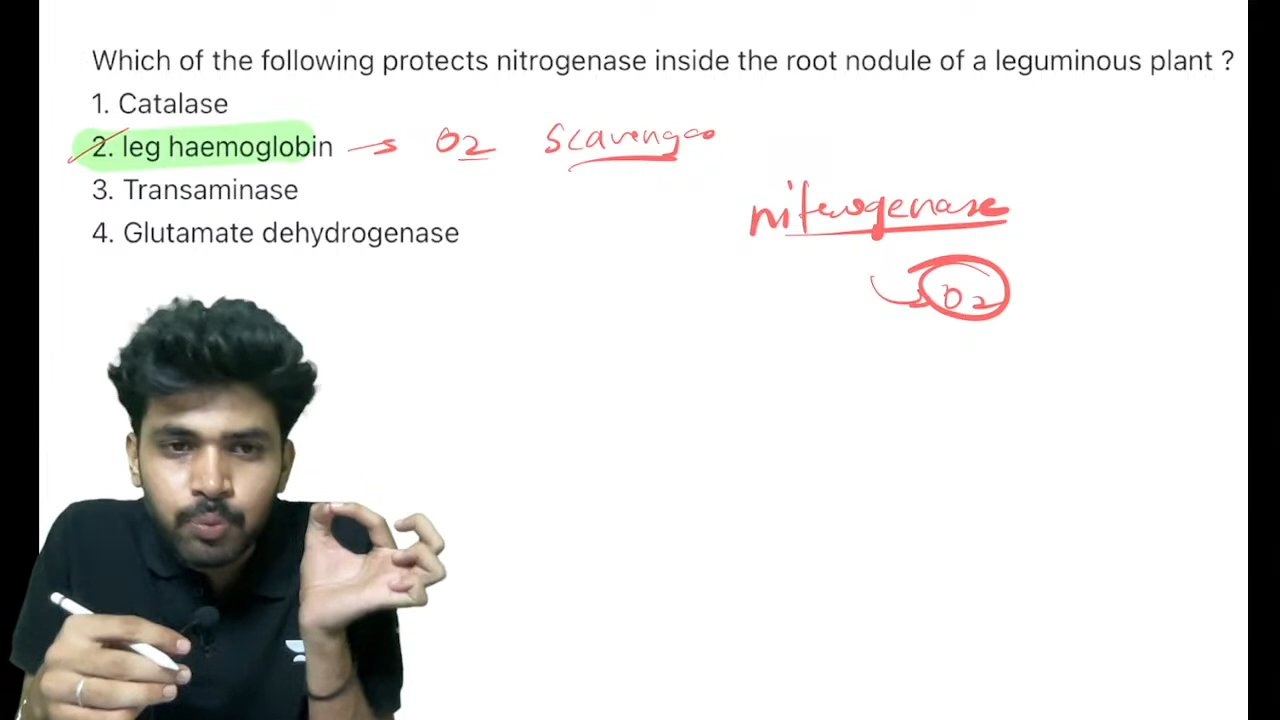 Which of the following protects nitrogenase inside the root nodule of a leguminous plant ?
1. Catalase
2. leg haemoglobin → O2 Scavenger
3. Transaminase
nitrogenase
4. Glutamate dehydrogenase
O2